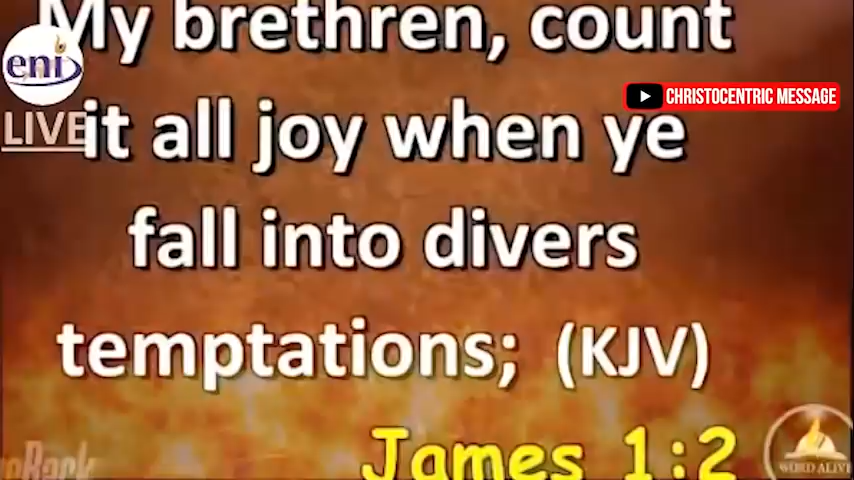 My brethren, count
eni
CHRISTOCENTRIC MESSAGE
LIVE
it all joy when ye
fall into divers
temptations; (KJV)
James 1:2
WORD ALIVE